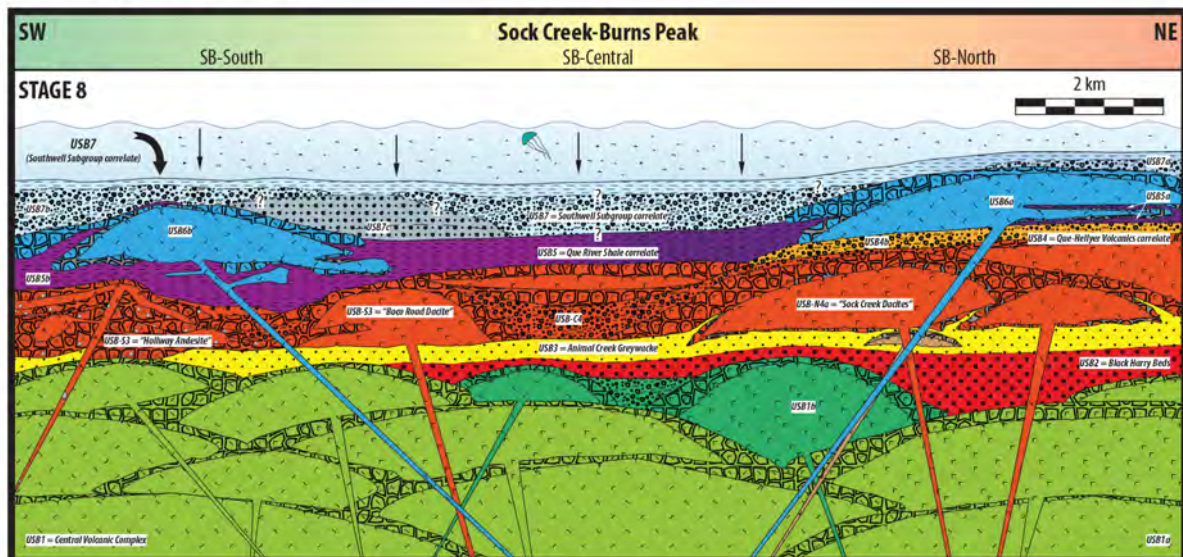 SW
Sock Creek-Burns Peak
NE
SB-South
SB-Central
SB-North
STAGE 8
2 km
USB7
(Southwell Subgroup correlate)
USB7a
USB7b
?
?
?
?
USB7c
USB7 = Southwell Subgroup correlate
?
USB6a
USB5a
USB6b
USB4b
USB4 = Que-Hellyer Volcanics correlate
USB5 = Que River Shale correlate
USB5b
USB-S3 = "Boco Road Dacite"
USB-C4
USB-N4a = "Sock Creek Dacites"
USB-S3 = "Hollway Andesite"
USB3 = Animal Creek Greywacke
USB2 = Black Harry Beds
USB1b
USB1 = Central Volcanic Complex
USB1a